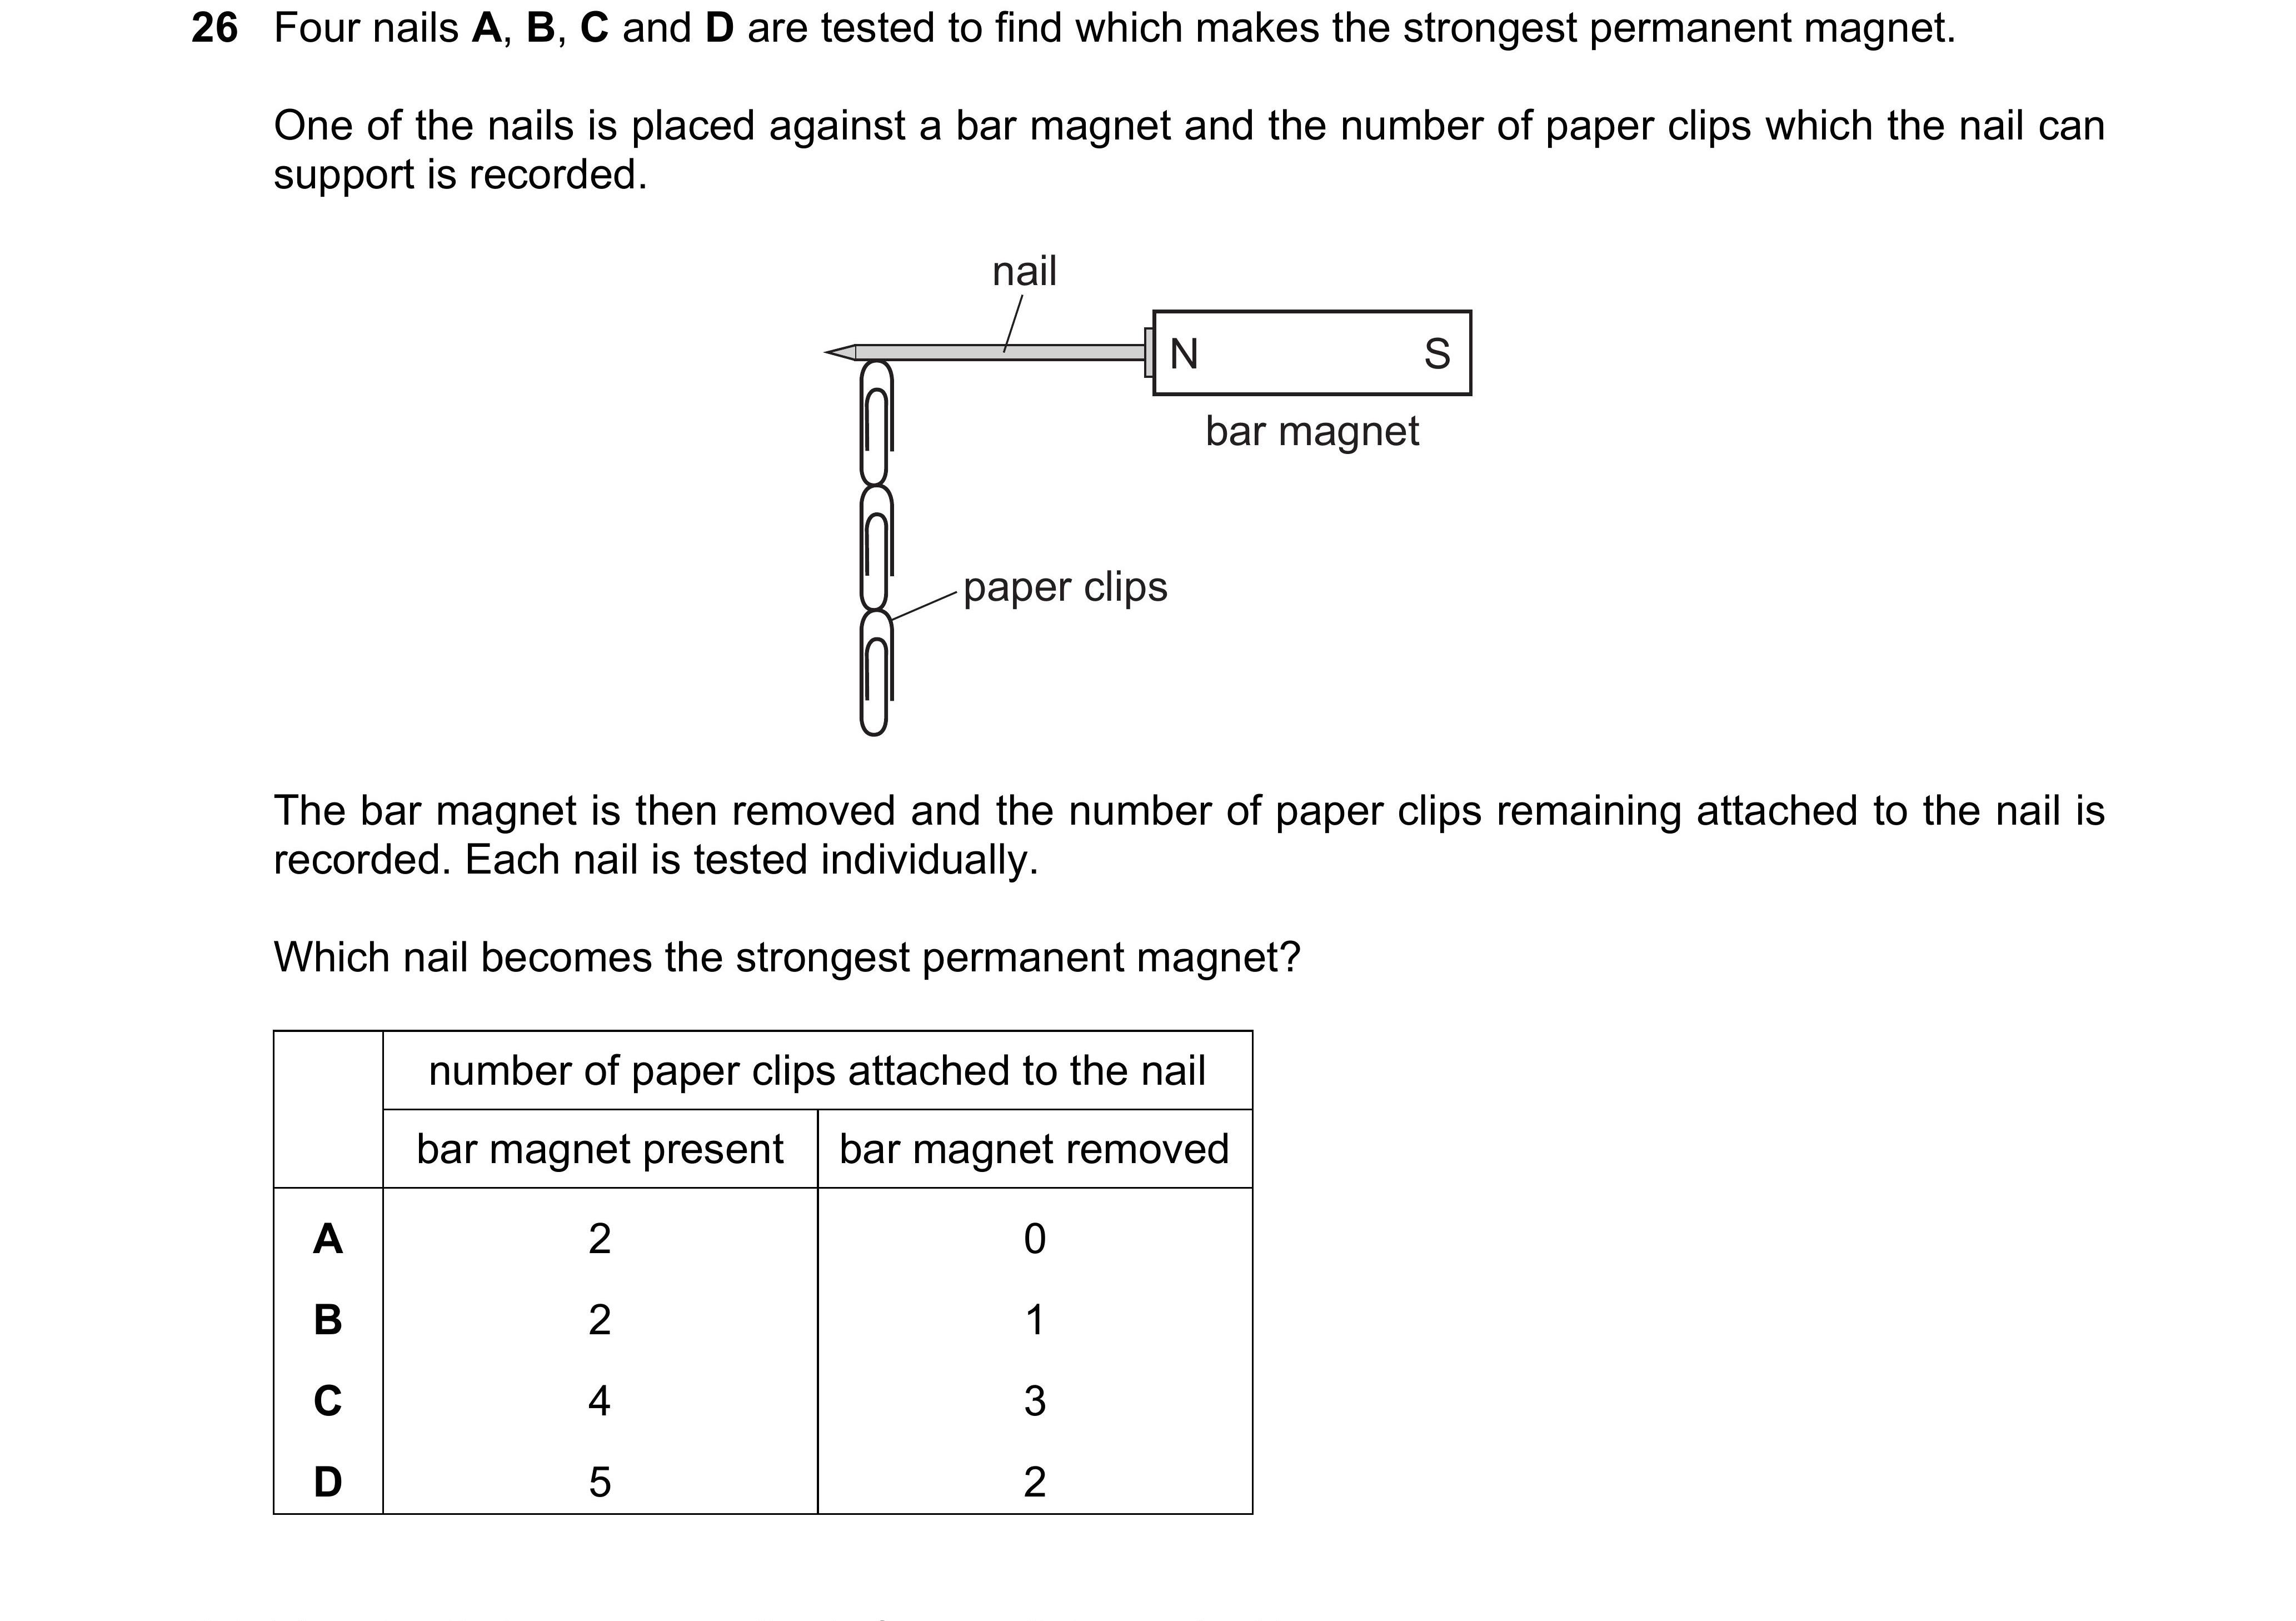 26 Four nails A, B, C and D are tested to find which makes the strongest permanent magnet.
One of the nails is placed against a bar magnet and the number of paper clips which the nail can
support is recorded.
nail
N S
bar magnet
paper clips
The bar magnet is then removed and the number of paper clips remaining attached to the nail is
recorded. Each nail is tested individually.
Which nail becomes the strongest permanent magnet?
number of paper clips attached to the nail
bar magnet present bar magnet removed
A 2 0
B 2 1
C 4 3
D 5 2